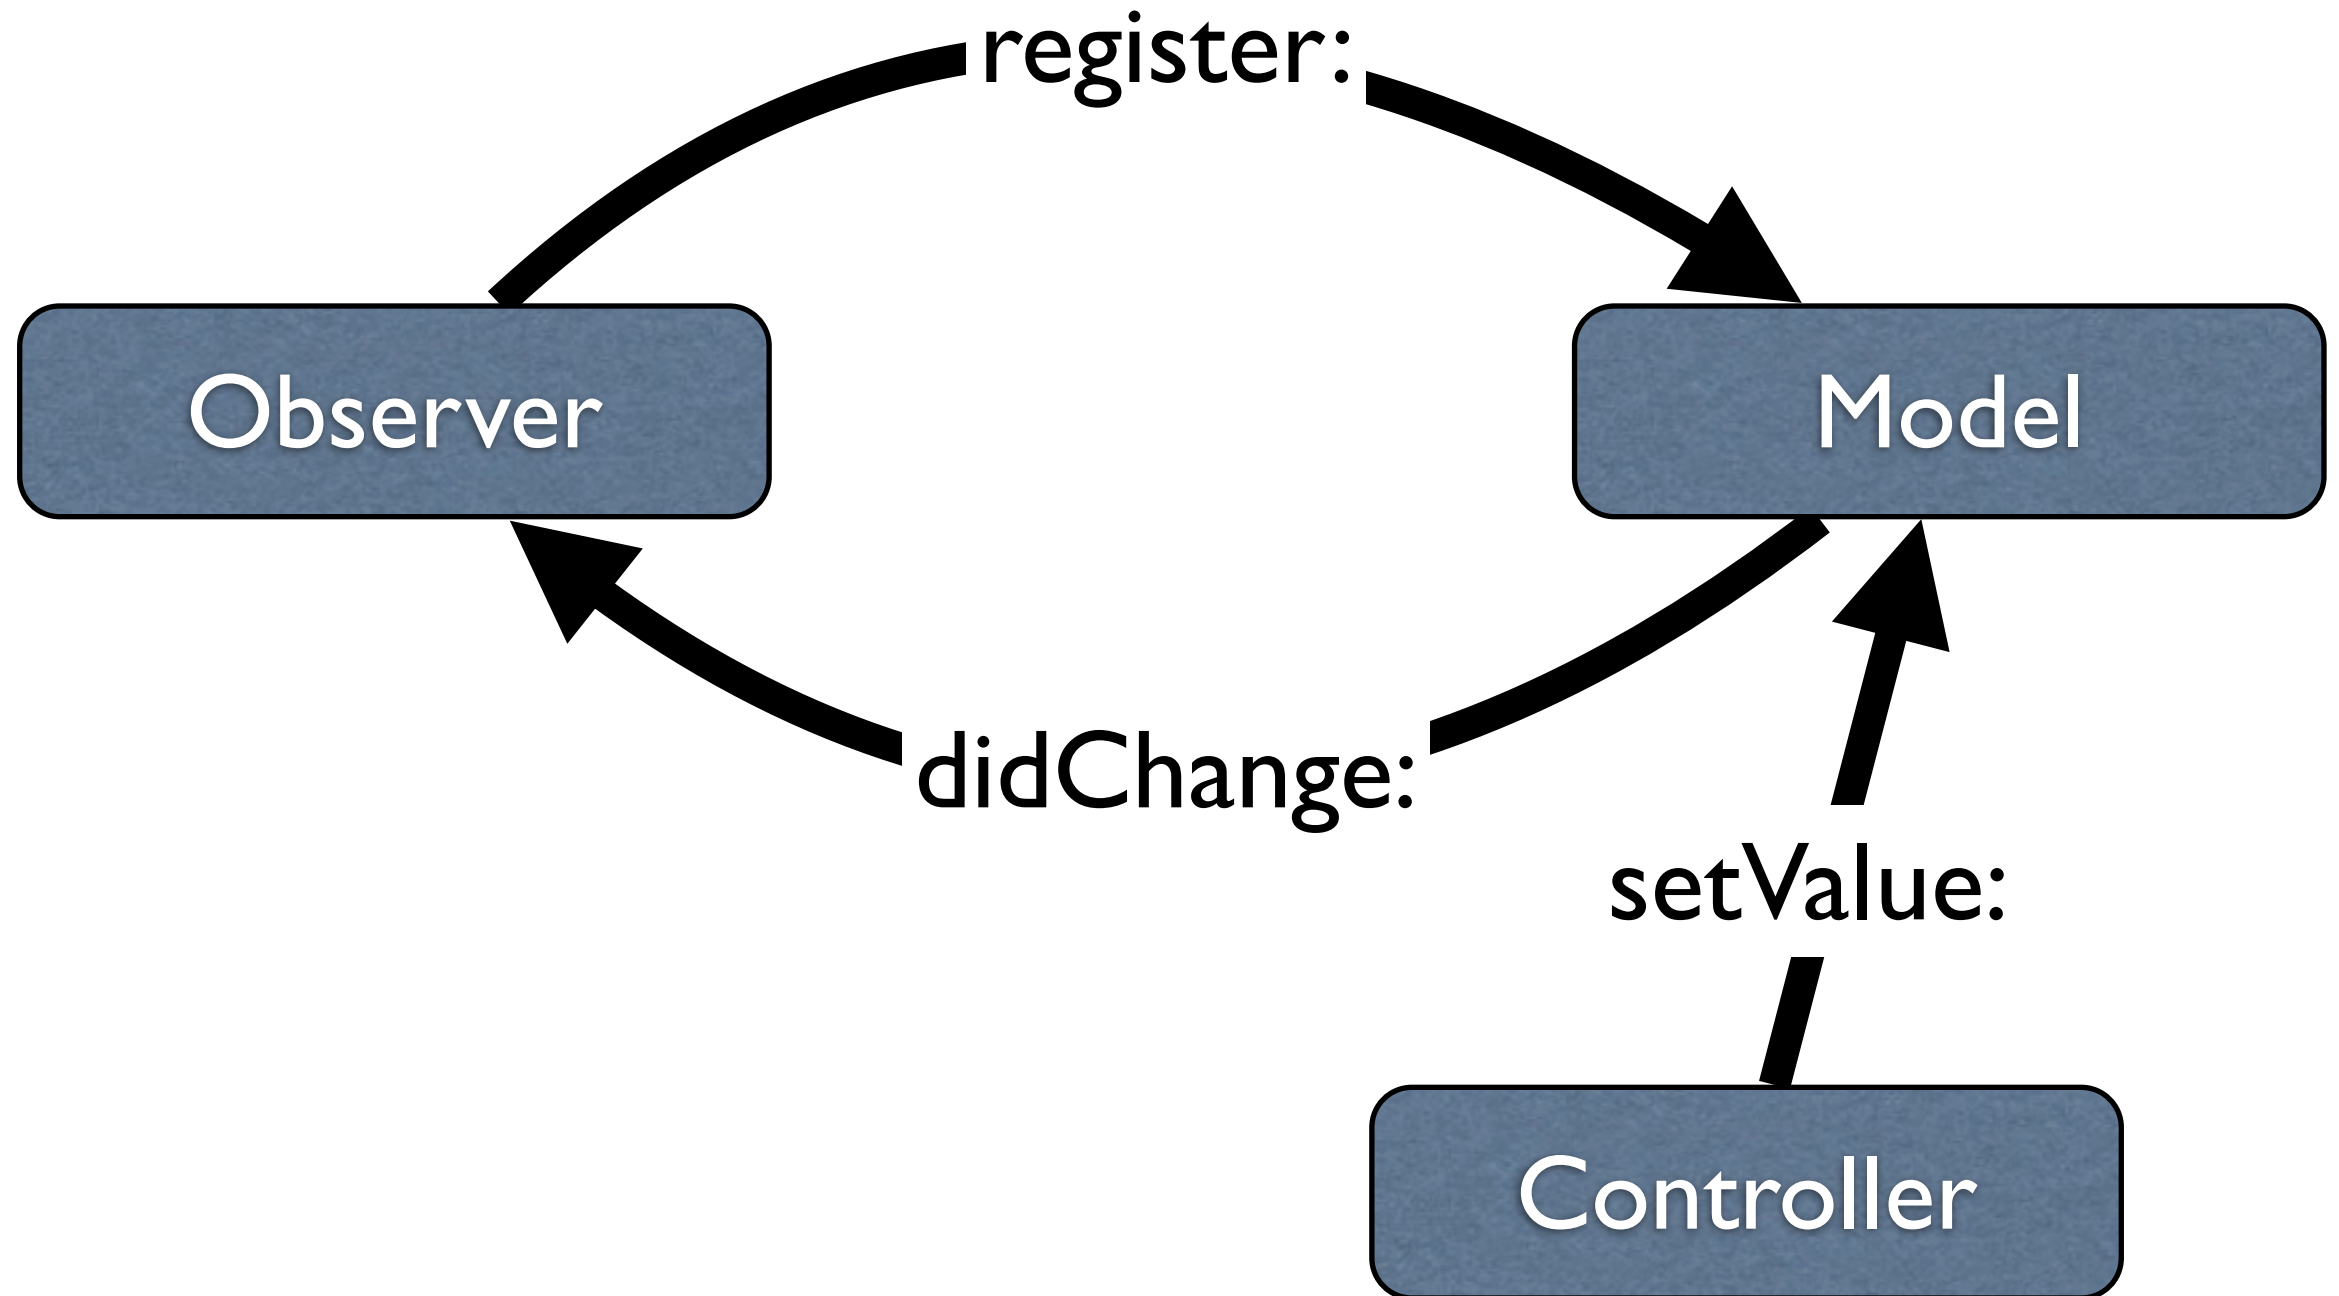 register:
Observer
Model
didChange:
setValue:
Controller